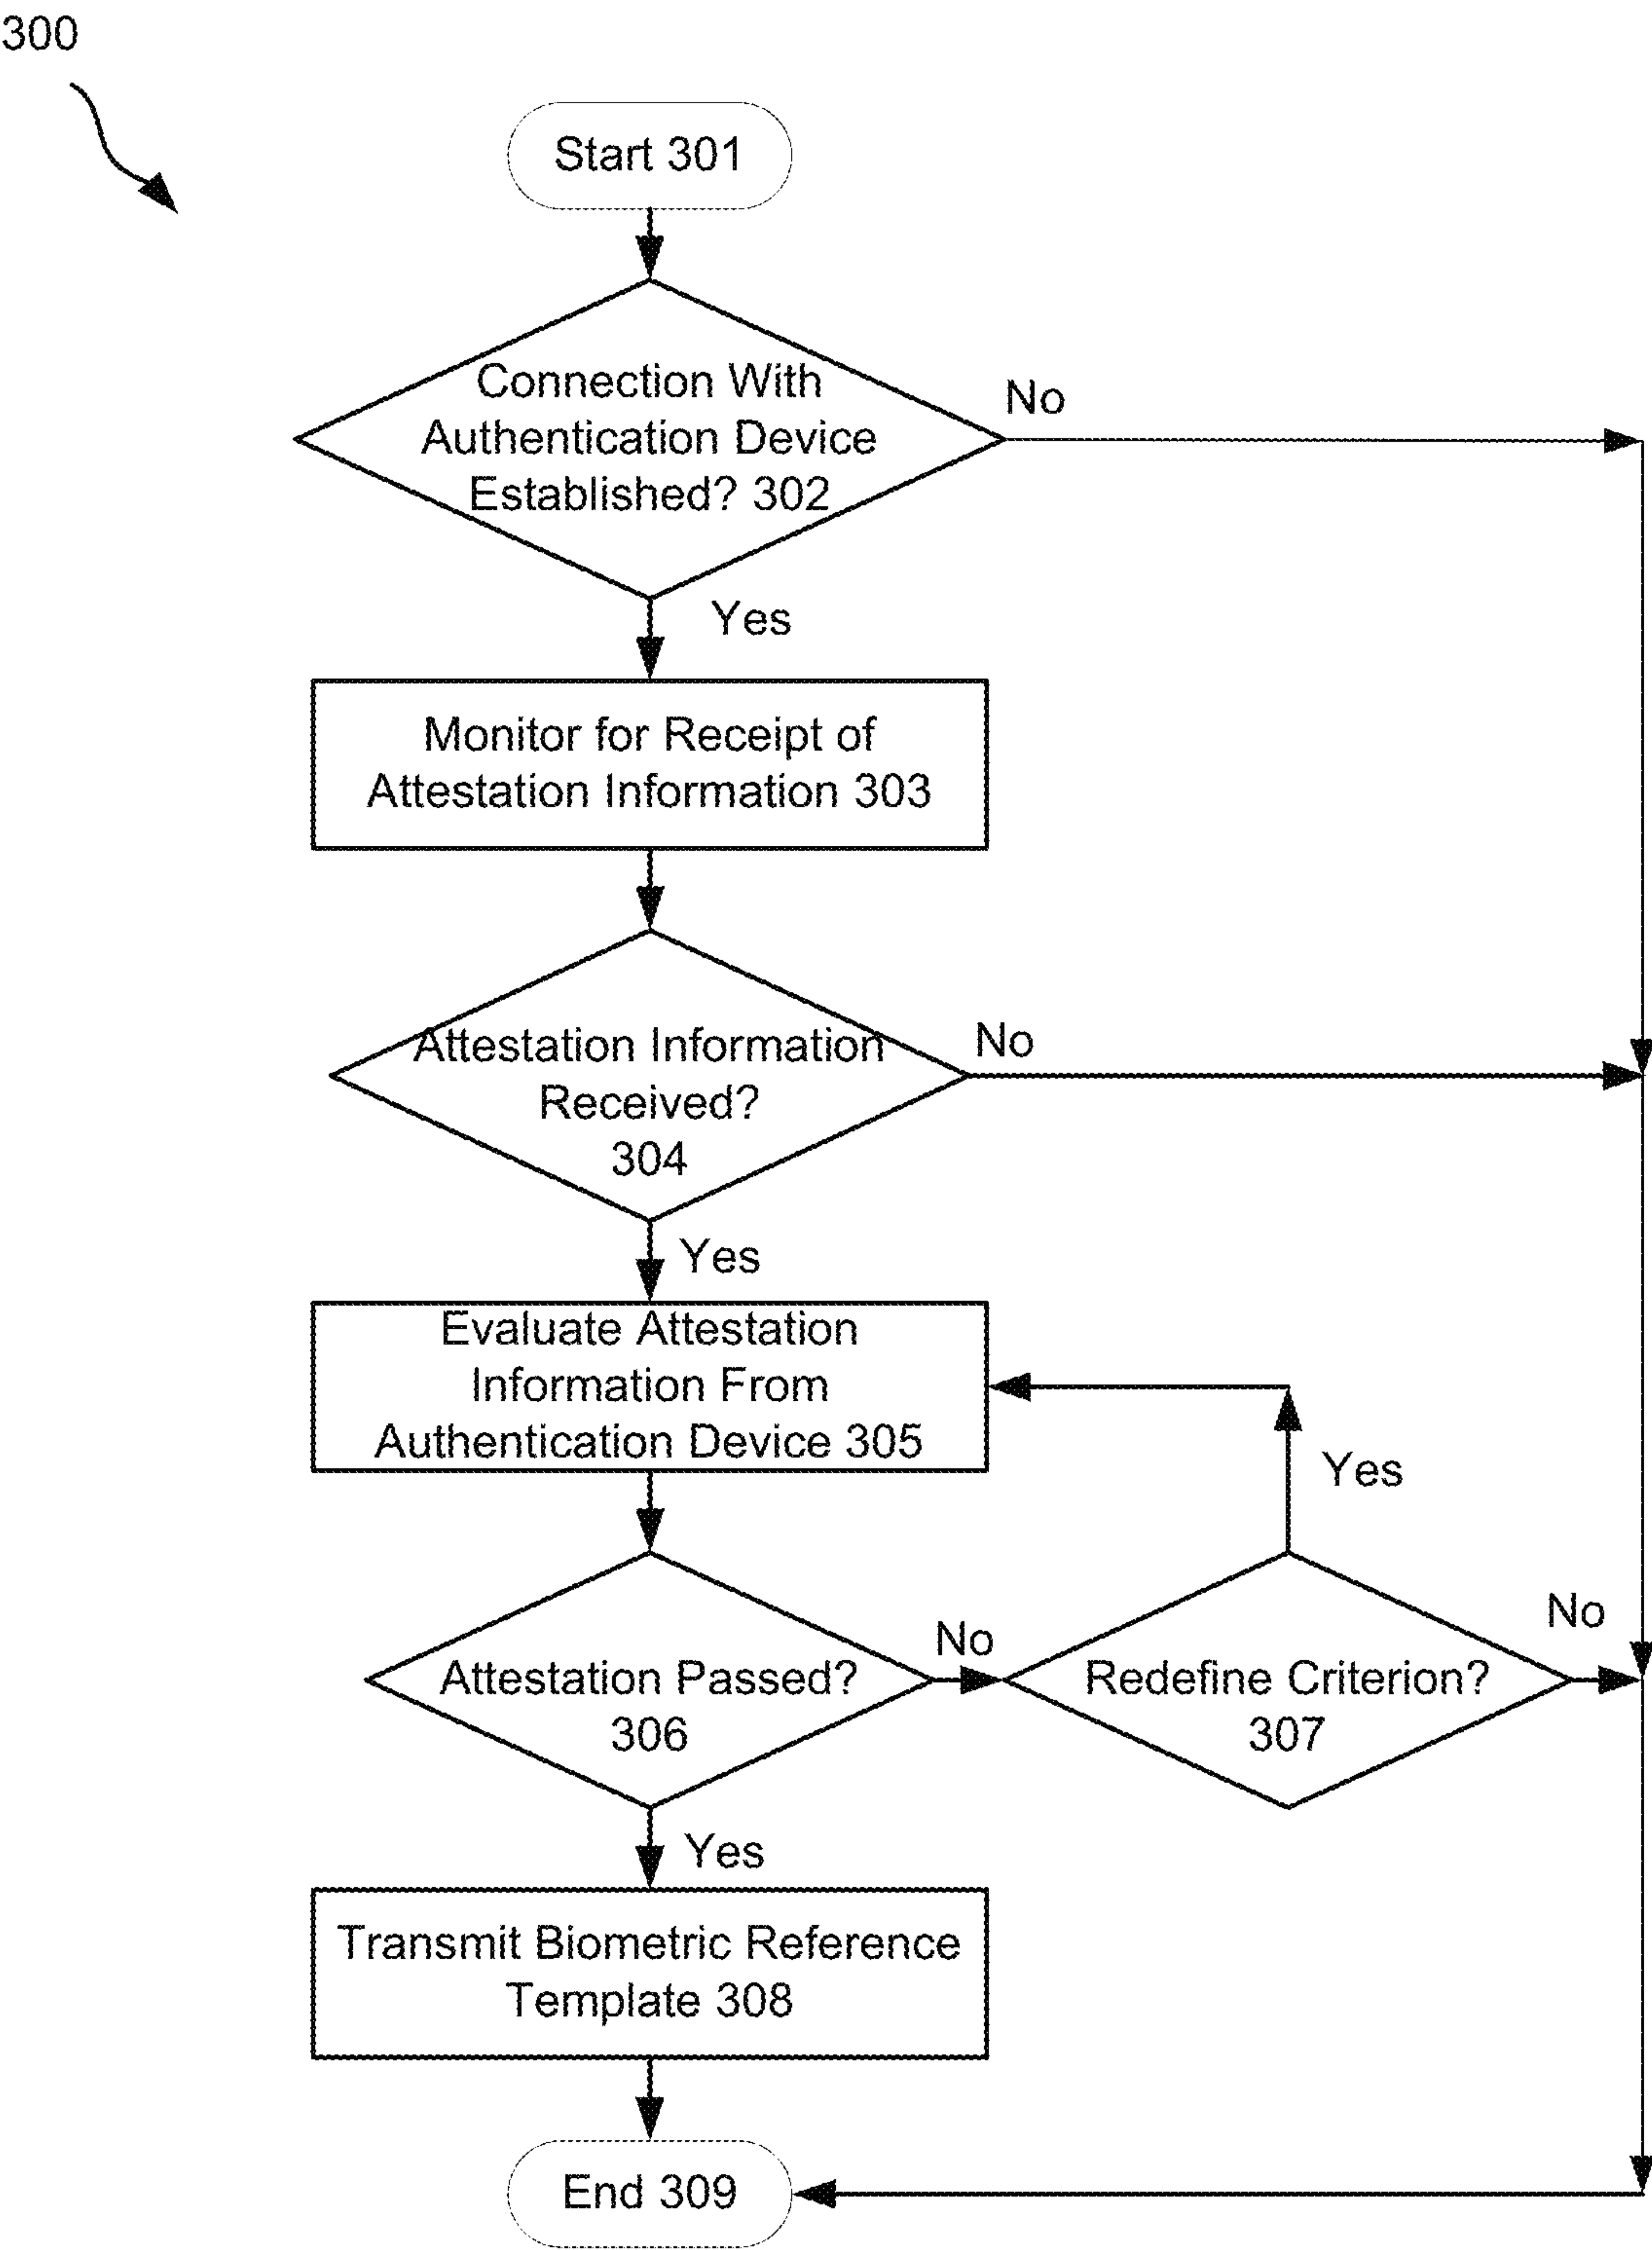 300
Start 301
Connection With
Authentication Device
Established? 302
No
Yes
Monitor for Receipt of
Attestation Information 303
Attestation Information
Received?
304
No
Yes
Evaluate Attestation
Information From
Authentication Device 305
Yes
Attestation Passed?
306
No
Redefine Criterion?
307
No
Yes
Transmit Biometric Reference
Template 308
End 309